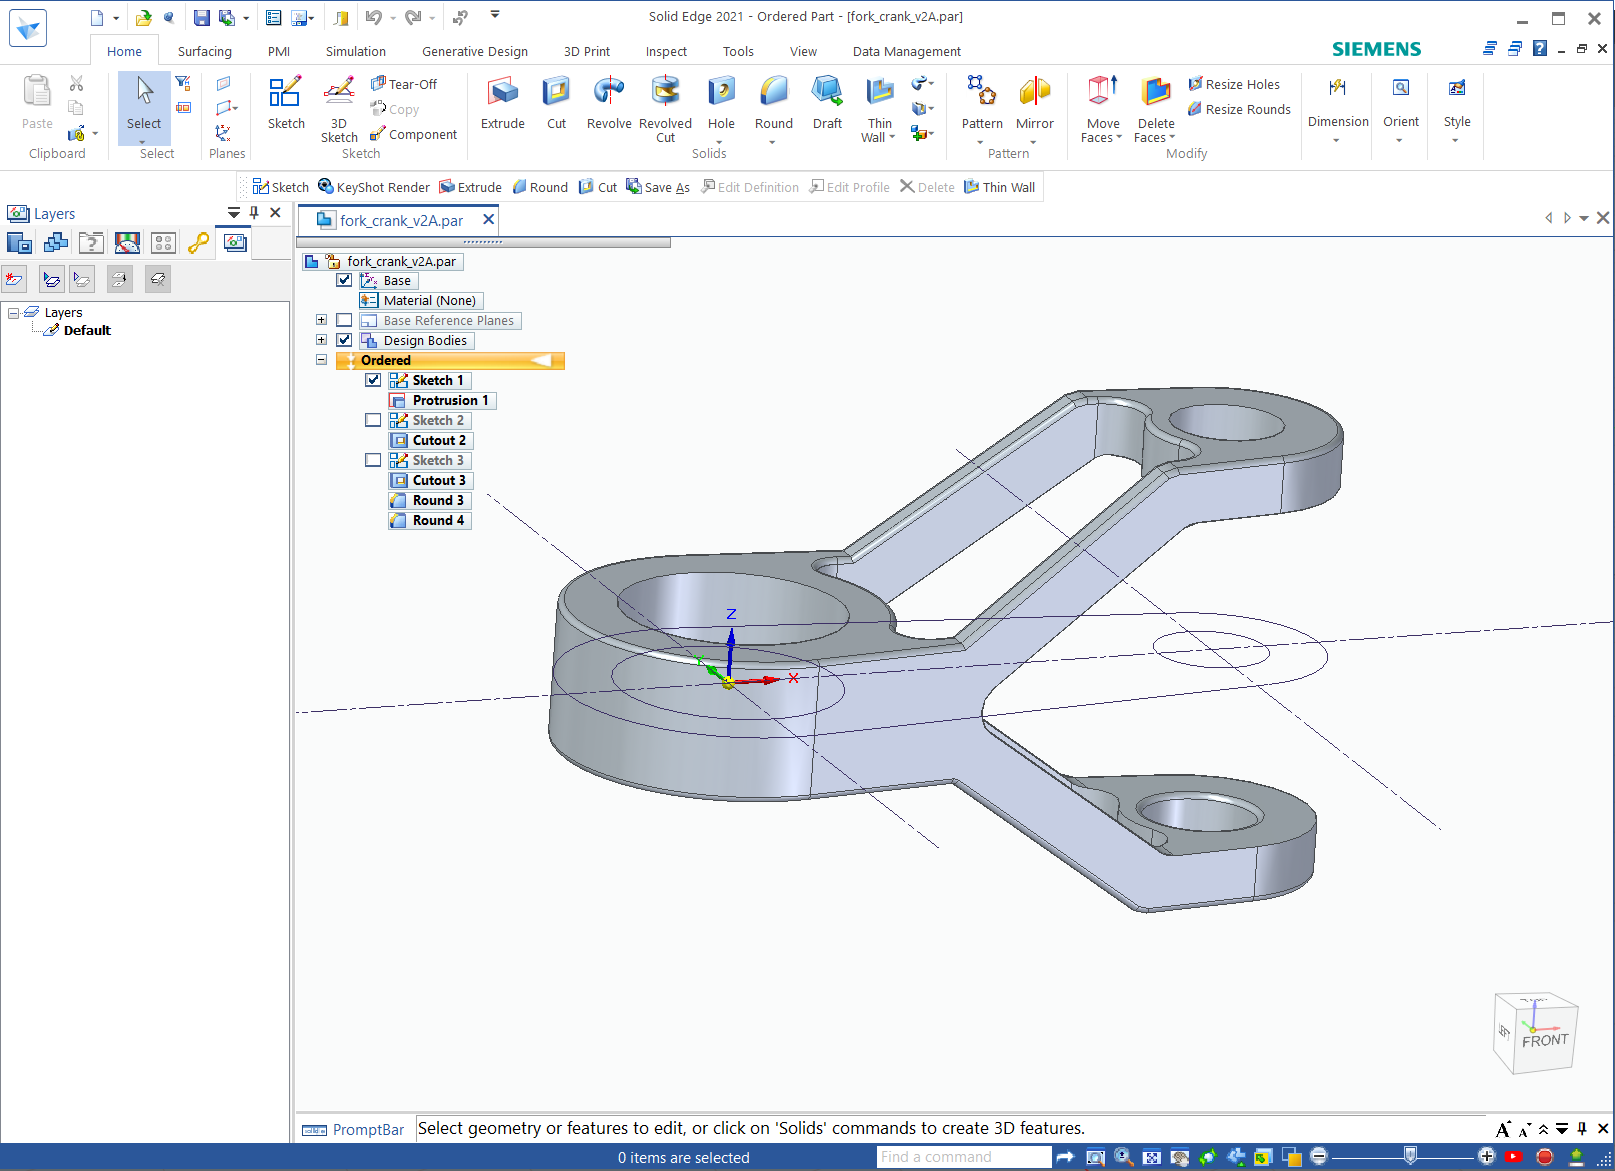 Solid Edge 2021 - Ordered Part - [fork_crank_v2A.par]
Home Surfacing PMI Simulation Generative Design 3D Print Inspect Tools View Data Management
SIEMENS
Paste
Clipboard
Select
Select
Planes
Sketch
3D Sketch
Tear-Off
Copy
Component
Sketch
Extrude
Cut
Revolve
Revolved Cut
Hole
Round
Draft
Thin Wall
Solids
Pattern
Mirror
Pattern
Move Faces
Delete Faces
Resize Holes
Resize Rounds
Modify
Dimension
Orient
Style
Sketch KeyShot Render Extrude Round Cut Save As Edit Definition Edit Profile Delete Thin Wall
Layers
Layers
Default
fork_crank_v2A.par
fork_crank_v2A.par
Base
Material (None)
Base Reference Planes
Design Bodies
Ordered
Sketch 1
Protrusion 1
Sketch 2
Cutout 2
Sketch 3
Cutout 3
Round 3
Round 4
Z
Y
X
FRONT
PromptBar
Select geometry or features to edit, or click on 'Solids' commands to create 3D features.
0 items are selected
Find a command